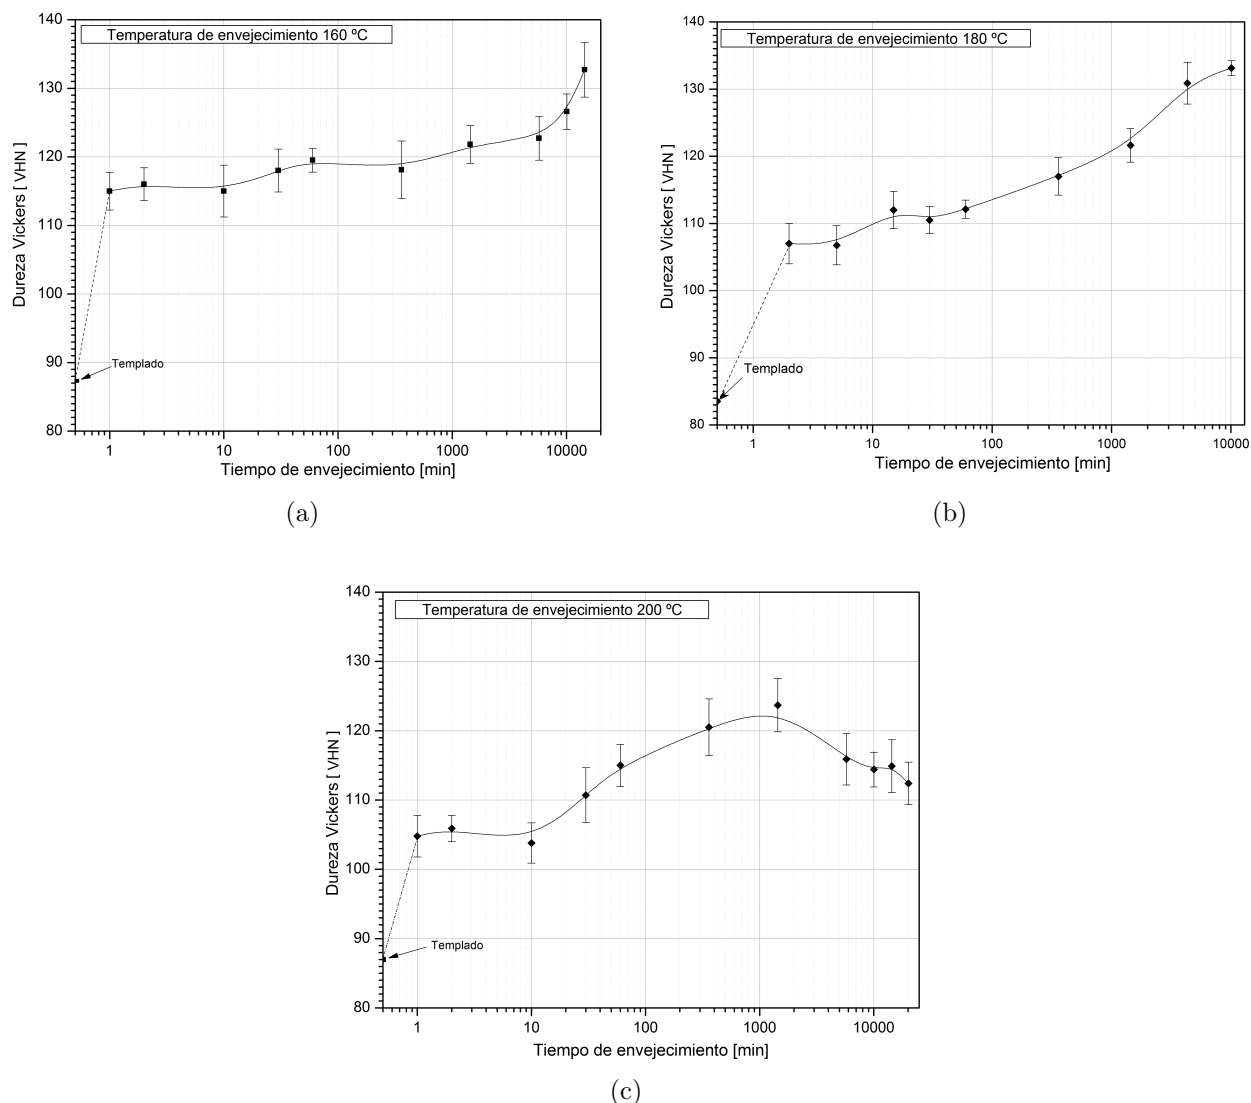 Temperatura de envejecimiento 160 ºC
Dureza Vickers [ VHN ]
140
130
120
110
100
90
80
Templado
1 10 100 1000 10000
Tiempo de envejecimiento [min]
(a)
Temperatura de envejecimiento 180 ºC
Dureza Vickers [ VHN ]
140
130
120
110
100
90
80
Templado
1 10 100 1000 10000
Tiempo de envejecimiento [min]
(b)
Temperatura de envejecimiento 200 ºC
Dureza Vickers [ VHN ]
140
130
120
110
100
90
80
Templado
1 10 100 1000 10000
Tiempo de envejecimiento [min]
(c)